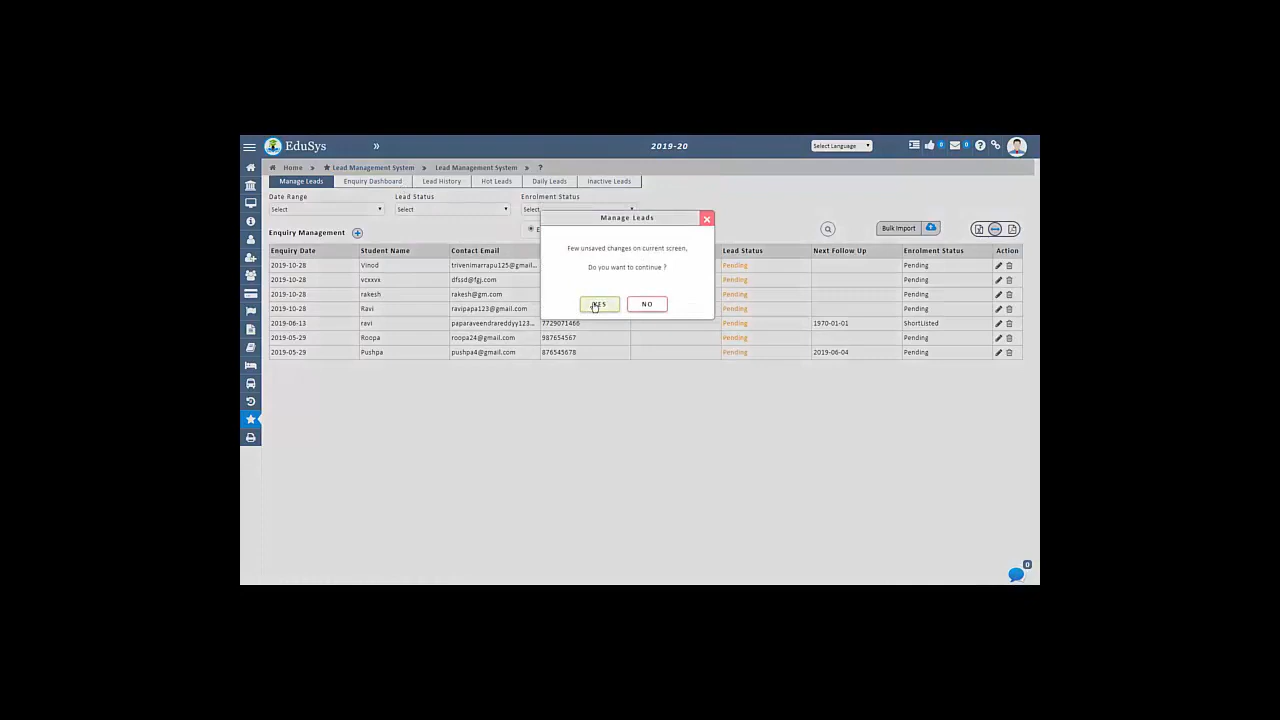 EduSys » 2019-20 Select Language 0 0 ?
Home » Lead Management System » Lead Management System » ?
Manage Leads Enquiry Dashboard Lead History Hot Leads Daily Leads Inactive Leads
Date Range Lead Status Enrolment Status
Select Select Select
Enquiry Management Bulk Import
Manage Leads
Few unsaved changes on current screen,
Do you want to continue ?
YES NO
Enquiry Date Student Name Contact Email Lead Status Next Follow Up Enrolment Status Action
2019-10-28 Vinod trivenimarrapu125@gmail... Pending Pending
2019-10-28 vcxxvx dfssd@fgj.com Pending Pending
2019-10-28 rakesh rakesh@gm.com Pending Pending
2019-10-28 Ravi ravipapa123@gmail.com Pending Pending
2019-06-13 ravi paparaveendrareddyy123... 7729071466 Pending 1970-01-01 ShortListed
2019-05-29 Roopa roopa24@gmail.com 987654567 Pending Pending
2019-05-29 Pushpa pushpa4@gmail.com 876545678 Pending 2019-06-04 Pending
0